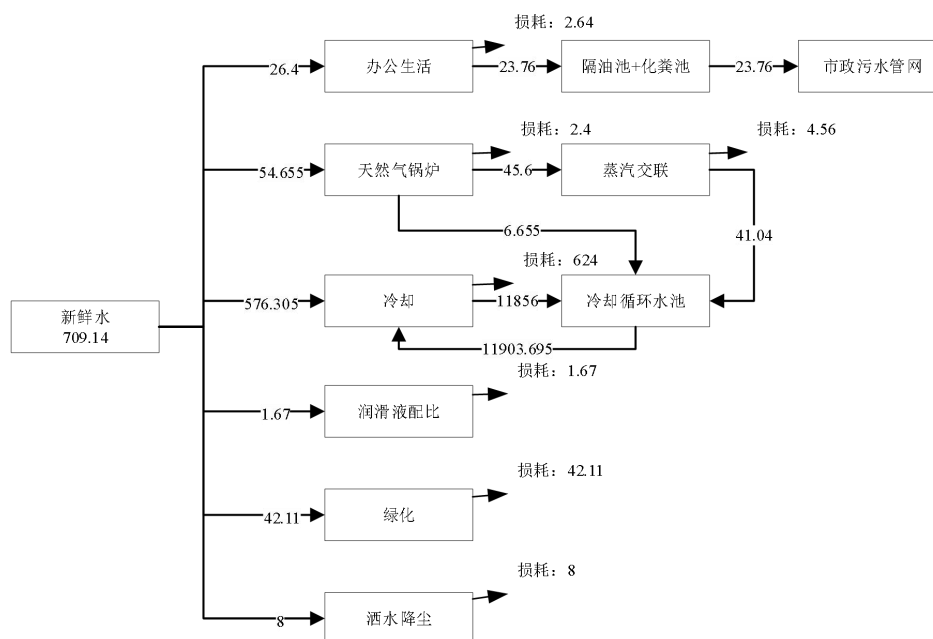 损耗：2.64
26.4
办公生活
23.76
隔油池+化粪池
23.76
市政污水管网
损耗：2.4
损耗：4.56
54.655
天然气锅炉
45.6
蒸汽交联
6.655
41.04
损耗：624
576.305
冷却
11856
冷却循环水池
新鲜水
709.14
11903.695
损耗：1.67
1.67
润滑液配比
损耗：42.11
42.11
绿化
损耗：8
8
洒水降尘